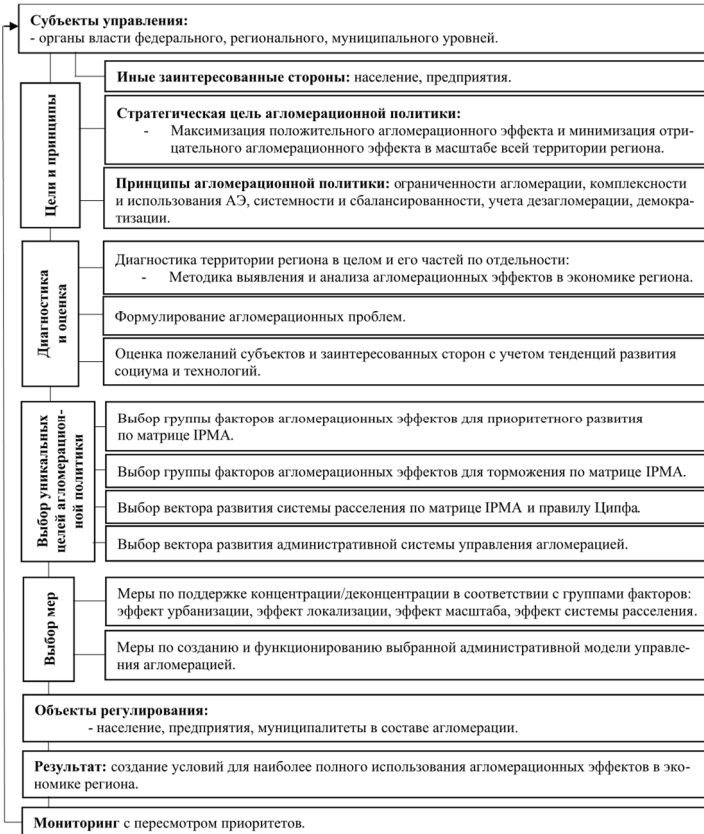 Субъекты управления:
- органы власти федерального, регионального, муниципального уровней.
Иные заинтересованные стороны: население, предприятия.
Цели и принципы
Стратегическая цель агломерационной политики:
- Максимизация положительного агломерационного эффекта и минимизация отри-
цательного агломерационного эффекта в масштабе всей территории региона.
Принципы агломерационной политики: ограниченности агломерации, комплексности
и использования АЭ, системности и сбалансированности, учета дезагломерации, демокра-
тизации.
Диагностика
и оценка
Диагностика территории региона в целом и его частей по отдельности:
- Методика выявления и анализа агломерационных эффектов в экономике региона.
Формулирование агломерационных проблем.
Оценка пожеланий субъектов и заинтересованных сторон с учетом тенденций развития
социума и технологий.
Выбор уникальных
целей агломерацион-
ной политики
Выбор группы факторов агломерационных эффектов для приоритетного развития
по матрице IPMA.
Выбор группы факторов агломерационных эффектов для торможения по матрице IPMA.
Выбор вектора развития системы расселения по матрице IPMA и правилу Ципфа.
Выбор вектора развития административной системы управления агломерацией.
Выбор мер
Меры по поддержке концентрации/деконцентрации в соответствии с группами факторов:
эффект урбанизации, эффект локализации, эффект масштаба, эффект системы расселения.
Меры по созданию и функционированию выбранной административной модели управле-
ния агломерацией.
Объекты регулирования:
- население, предприятия, муниципалитеты в составе агломерации.
Результат: создание условий для наиболее полного использования агломерационных эффектов в эко-
номике региона.
Мониторинг с пересмотром приоритетов.